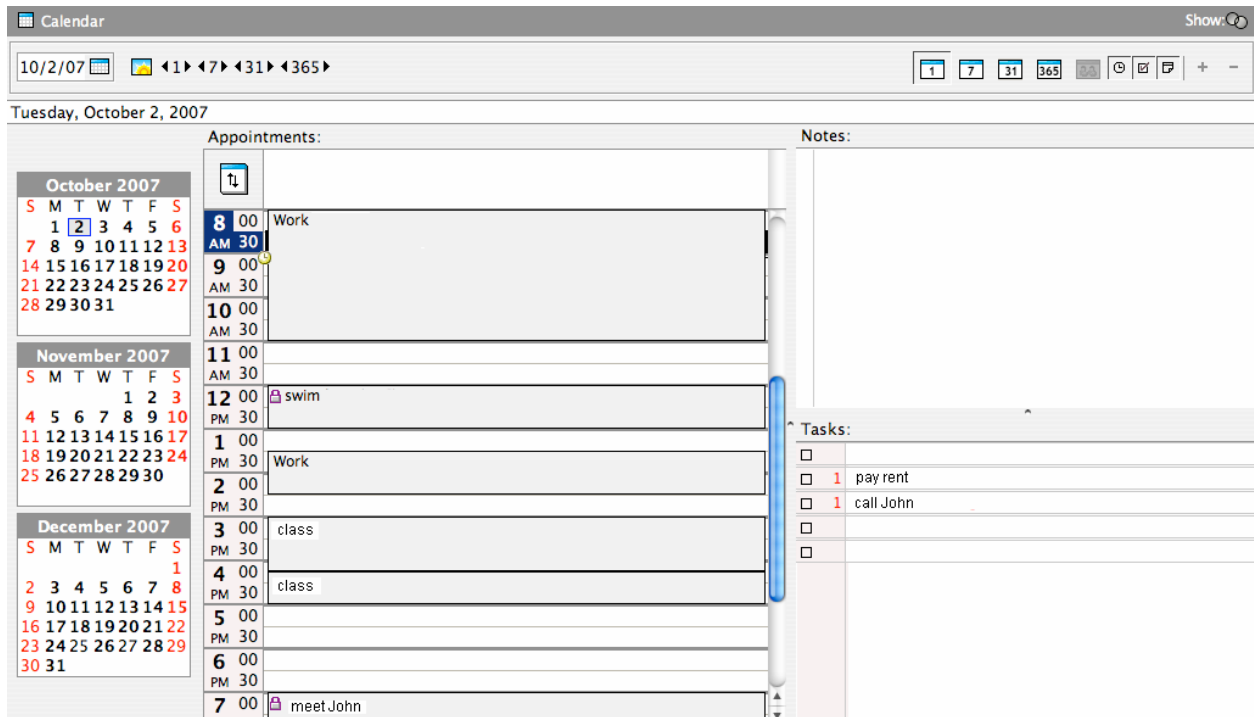 Calendar Show:
10/2/07 1 7 31 365 1 7 31 365 + −
Tuesday, October 2, 2007
Appointments:
Notes:
October 2007
S M T W T F S
1 2 3 4 5 6
7 8 9 10 11 12 13
14 15 16 17 18 19 20
21 22 23 24 25 26 27
28 29 30 31
November 2007
S M T W T F S
1 2 3
4 5 6 7 8 9 10
11 12 13 14 15 16 17
18 19 20 21 22 23 24
25 26 27 28 29 30
December 2007
S M T W T F S
1
2 3 4 5 6 7 8
9 10 11 12 13 14 15
16 17 18 19 20 21 22
23 24 25 26 27 28 29
30 31
8 00 Work
AM 30
9 00
AM 30
10 00
AM 30
11 00
AM 30
12 00 swim
PM 30
1 00
PM 30 Work
2 00
PM 30
3 00 class
PM 30
4 00
PM 30 class
5 00
PM 30
6 00
PM 30
7 00 meet John
Tasks:
1 pay rent
1 call John